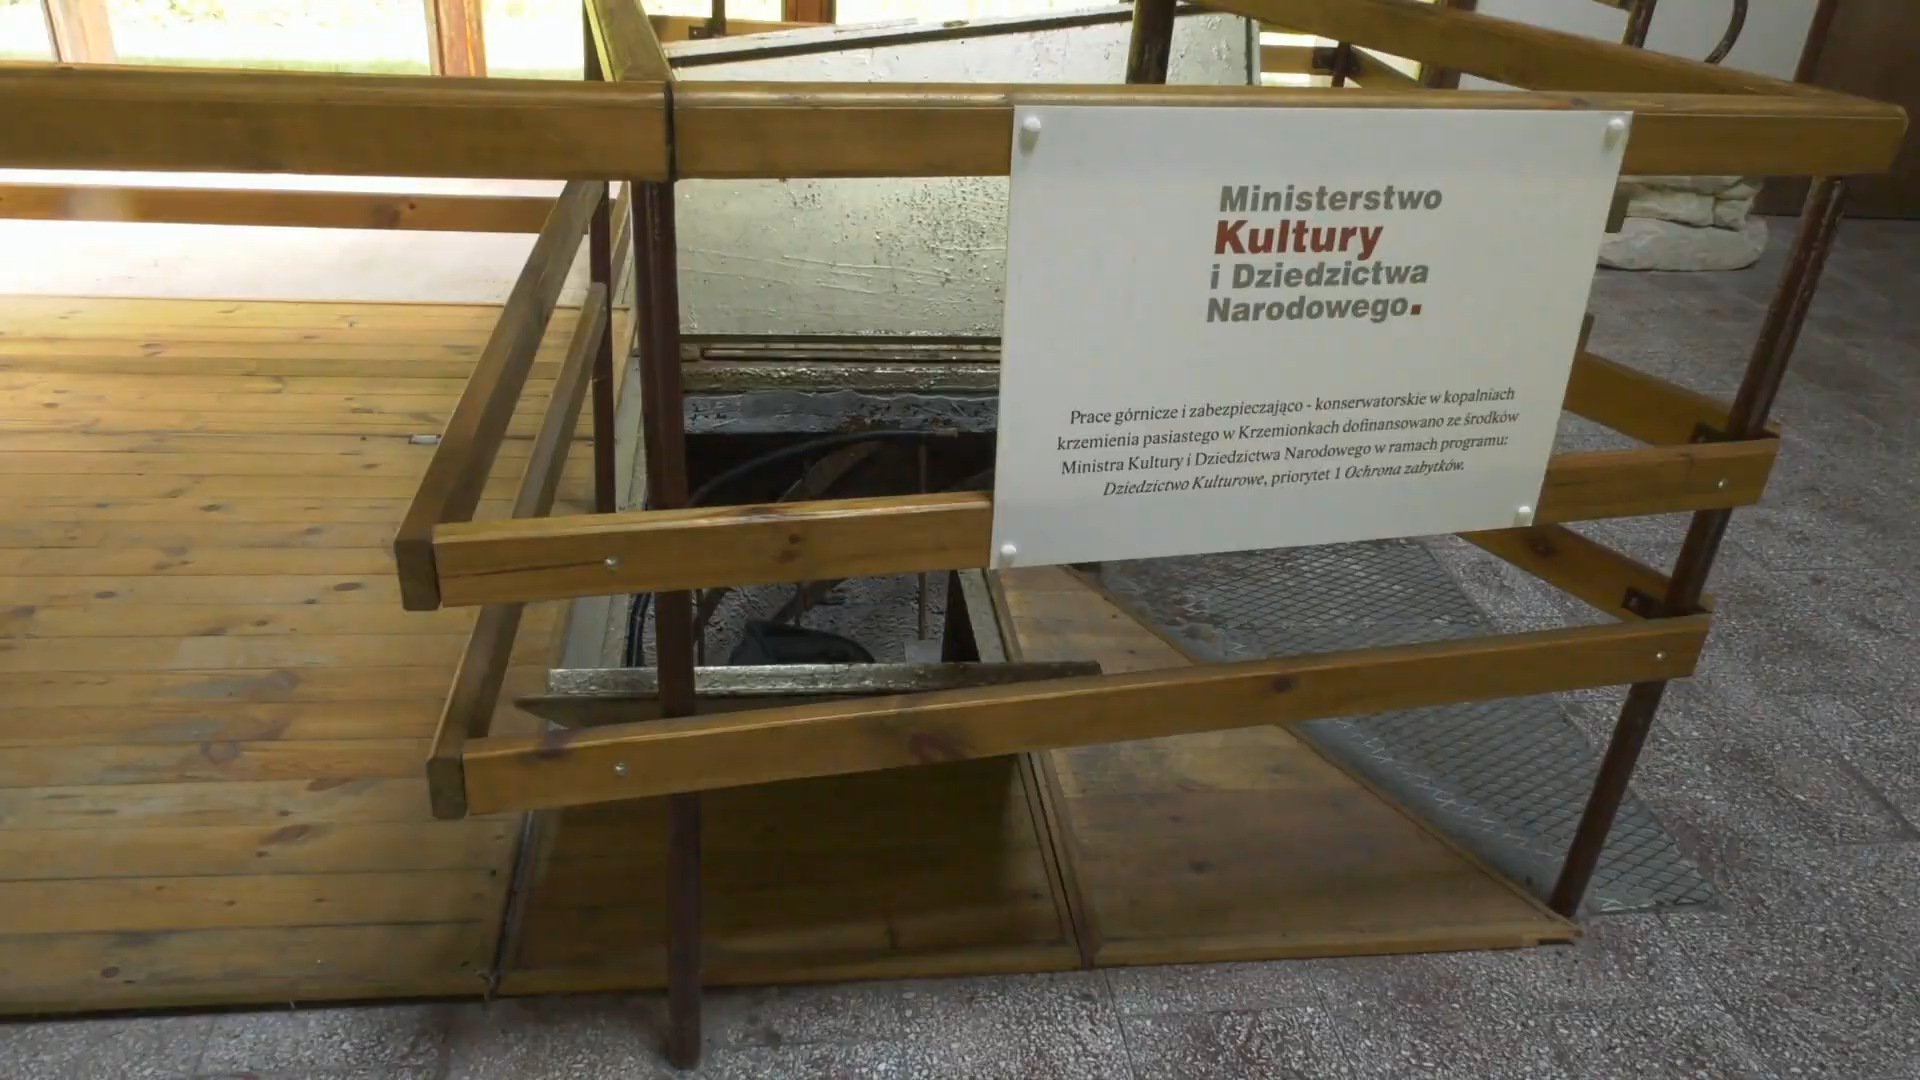 Ministerstwo
Kultury
i Dziedzictwa
Narodowego.
Prace górnicze i zabezpieczająco - konserwatorskie w kopalniach
krzemienia pasiastego w Krzemionkach dofinansowano ze środków
Ministra Kultury i Dziedzictwa Narodowego w ramach programu:
Dziedzictwo Kulturowe, priorytet 1 Ochrona zabytków.